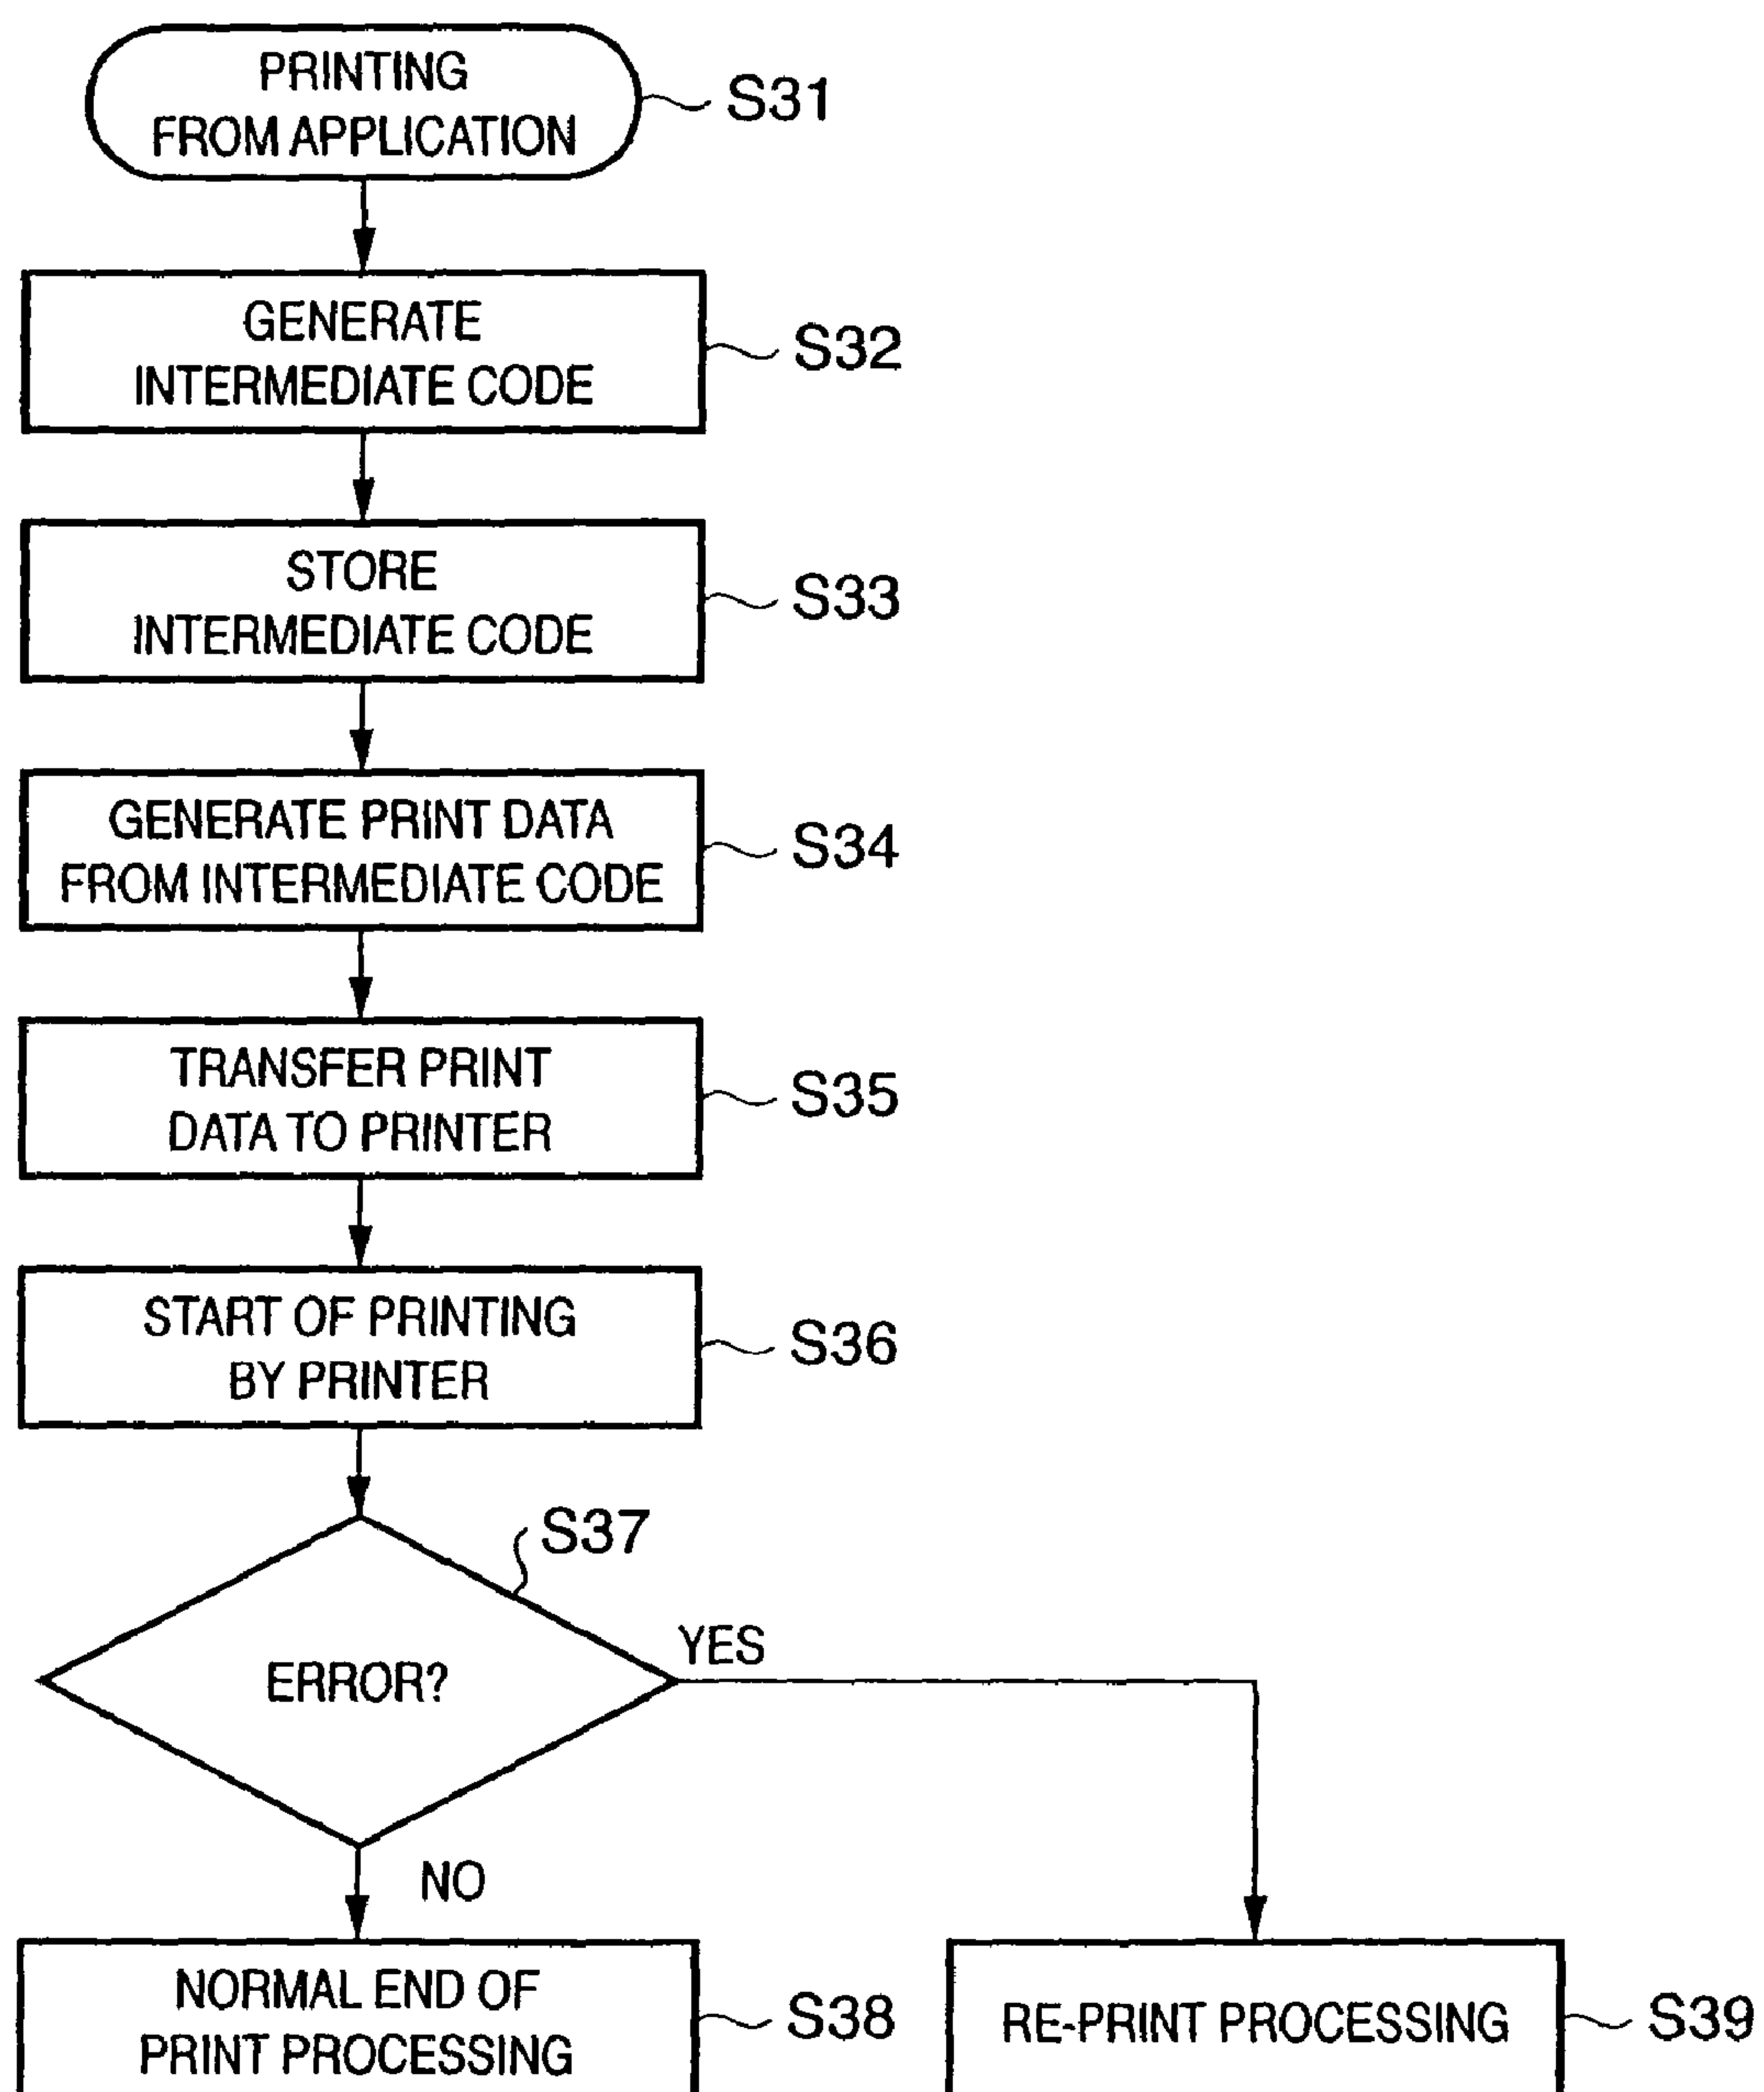 PRINTING
FROM APPLICATION
S31
GENERATE
INTERMEDIATE CODE
S32
STORE
INTERMEDIATE CODE
S33
GENERATE PRINT DATA
FROM INTERMEDIATE CODE
S34
TRANSFER PRINT
DATA TO PRINTER
S35
START OF PRINTING
BY PRINTER
S36
S37
ERROR?
YES
NO
NORMAL END OF
PRINT PROCESSING
S38
RE-PRINT PROCESSING
S39